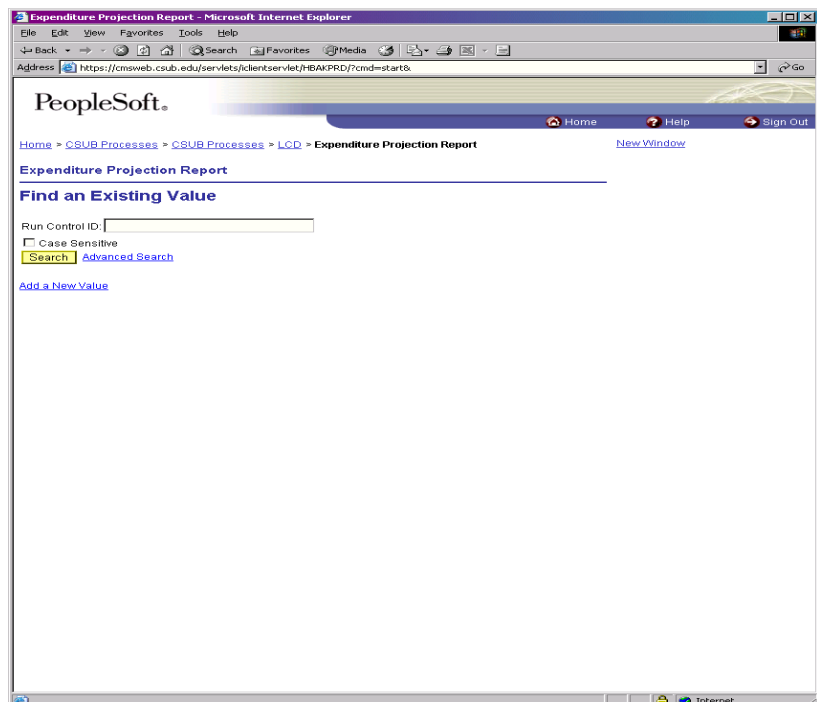 Expenditure Projection Report - Microsoft Internet Explorer
File Edit View Favorites Tools Help
Back Search Favorites Media
Address https://cmsweb.csub.edu/servlets/iclientservlet/HBAKPRD/?cmd=start& Go
PeopleSoft®
Home Help Sign Out
Home > CSUB Processes > CSUB Processes > LCD > Expenditure Projection Report New Window
Expenditure Projection Report
Find an Existing Value
Run Control ID:
Case Sensitive
Search Advanced Search
Add a New Value
Internet